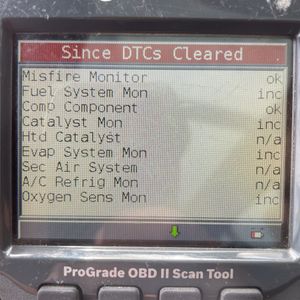 Since DTCs Cleared
Misfire Monitor ok
Fuel System Mon inc
Comp Component ok
Catalyst Mon inc
Htd Catalyst n/a
Evap System Mon inc
Sec Air System n/a
A/C Refrig Mon n/a
Oxygen Sens Mon inc
ProGrade OBD II Scan Tool